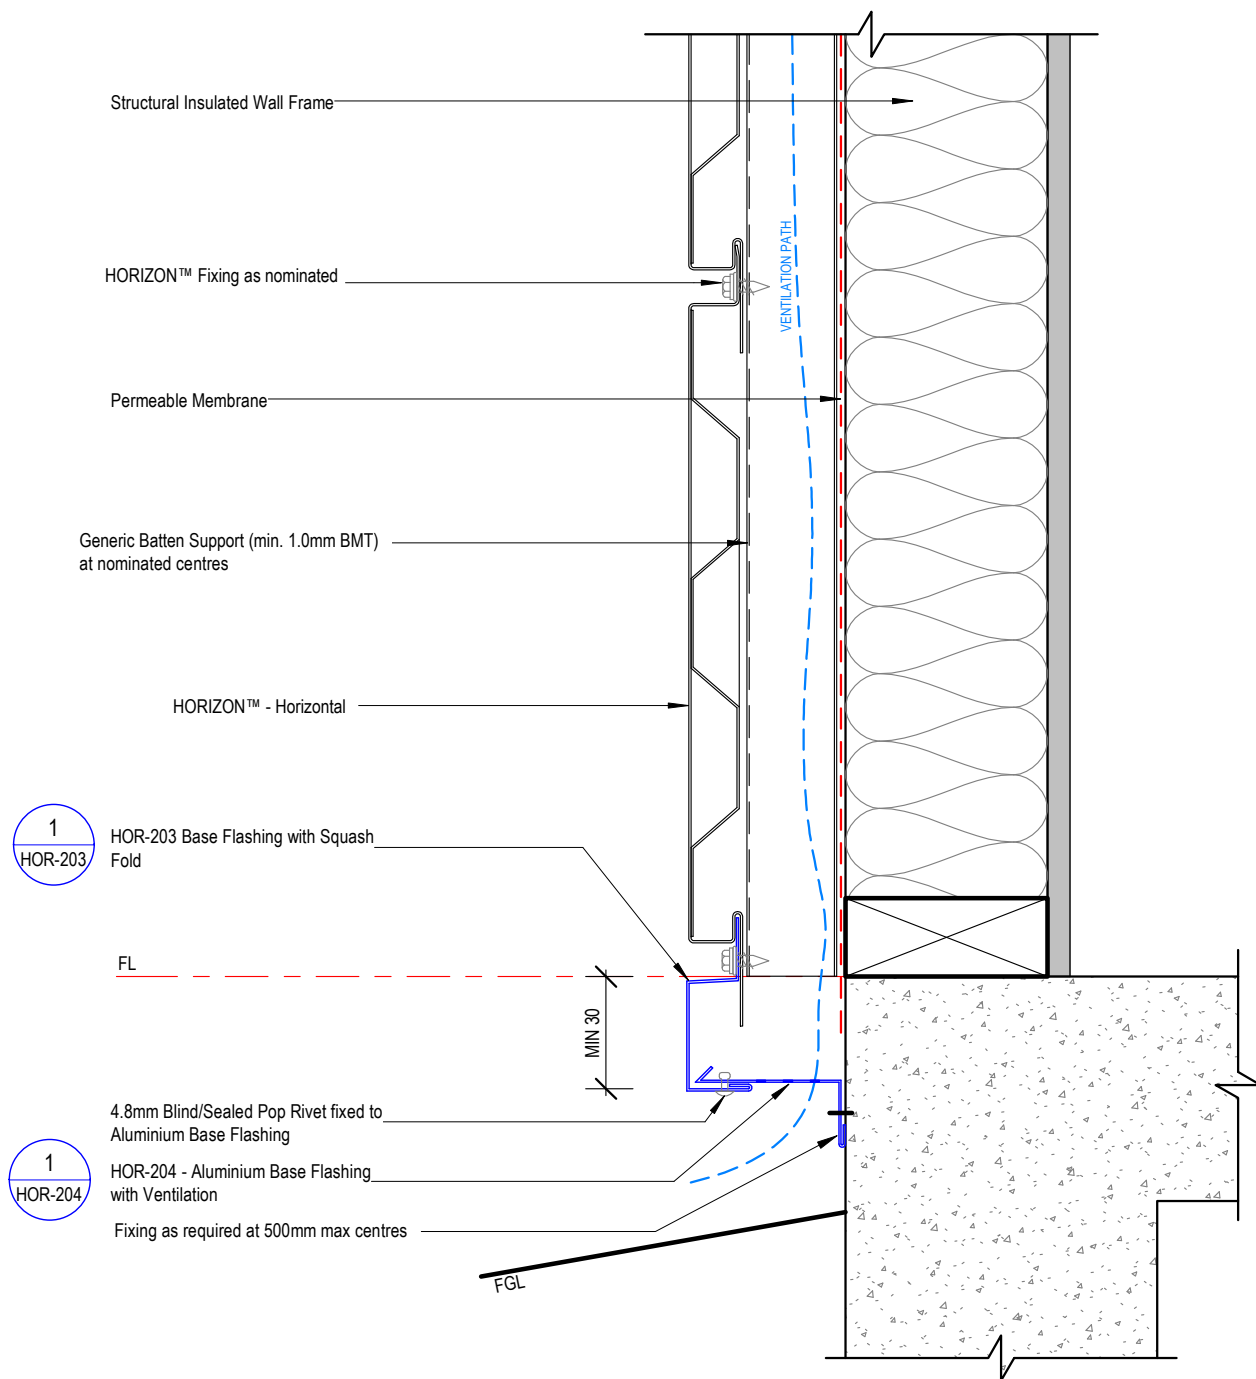 Structural Insulated Wall Frame
VENTILATION PATH
HORIZON™ Fixing as nominated
Permeable Membrane
Generic Batten Support (min. 1.0mm BMT)
at nominated centres
HORIZON™ - Horizontal
1
HOR-203
HOR-203 Base Flashing with Squash
Fold
FL
MIN 30
4.8mm Blind/Sealed Pop Rivet fixed to
Aluminium Base Flashing
1
HOR-204
HOR-204 - Aluminium Base Flashing
with Ventilation
Fixing as required at 500mm max centres
FGL